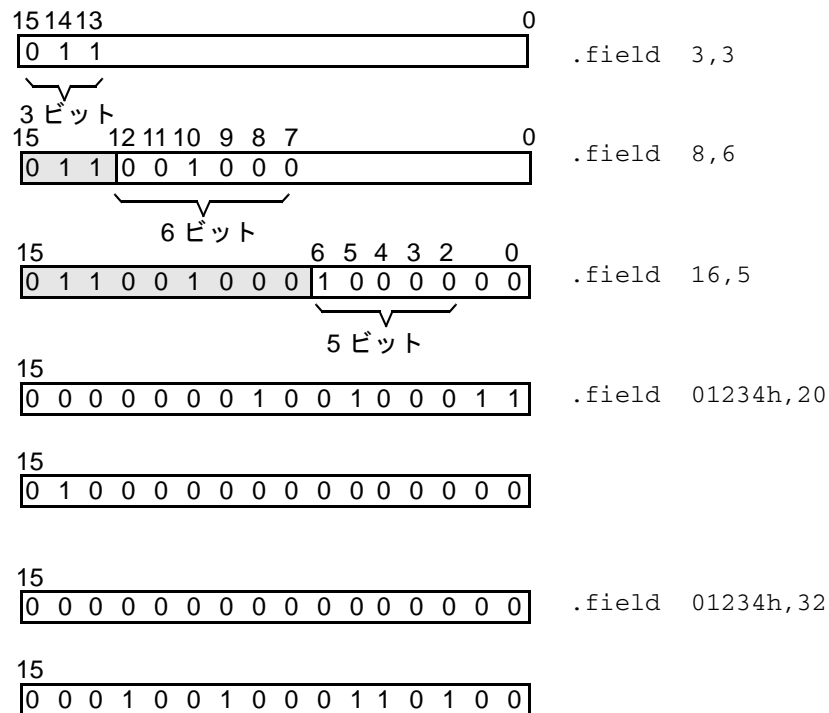 15 14 13 0
0 1 1 .field 3,3
3 ビット
15 12 11 10 9 8 7 0
0 1 1 0 0 1 0 0 0 .field 8,6
6 ビット
15 6 5 4 3 2 0
0 1 1 0 0 1 0 0 0 1 0 0 0 0 0 0 .field 16,5
5 ビット
15
0 0 0 0 0 0 0 1 0 0 1 0 0 0 1 1 .field 01234h,20
15
0 1 0 0 0 0 0 0 0 0 0 0 0 0 0 0
15
0 0 0 0 0 0 0 0 0 0 0 0 0 0 0 0 .field 01234h,32
15
0 0 0 1 0 0 1 0 0 0 1 1 0 1 0 0